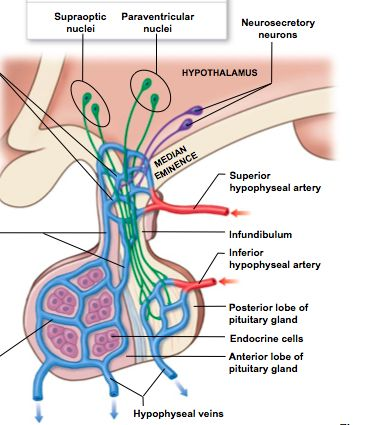 Supraoptic
nuclei
Paraventricular
nuclei
Neurosecretory
neurons
HYPOTHALAMUS
MEDIAN
EMINENCE
Superior
hypophyseal artery
Infundibulum
Inferior
hypophyseal artery
Posterior lobe of
pituitary gland
Endocrine cells
Anterior lobe of
pituitary gland
Hypophyseal veins